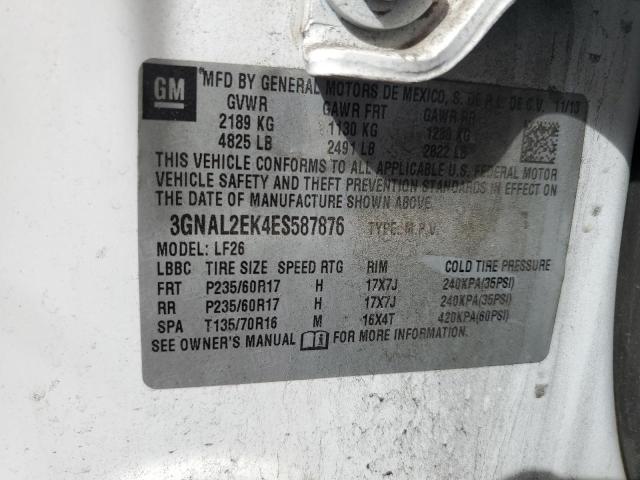 GM MFD BY GENERAL MOTORS DE MEXICO, S. DE R.L. DE C.V. 11/13
GVWR GAWR FRT GAWR RR
2189 KG 1130 KG 1280 KG
4825 LB 2491 LB 2822 LB
THIS VEHICLE CONFORMS TO ALL APPLICABLE U.S. FEDERAL MOTOR
VEHICLE SAFETY AND THEFT PREVENTION STANDARDS IN EFFECT ON
THE DATE OF MANUFACTURE SHOWN ABOVE.
3GNAL2EK4ES587876 TYPE: M.P.V.
MODEL: LF26
LBBC TIRE SIZE SPEED RTG RIM COLD TIRE PRESSURE
FRT P235/60R17 H 17X7J 240KPA(35PSI)
RR P235/60R17 H 17X7J 240KPA(35PSI)
SPA T135/70R16 M 16X4T 420KPA(60PSI)
SEE OWNER'S MANUAL FOR MORE INFORMATION.